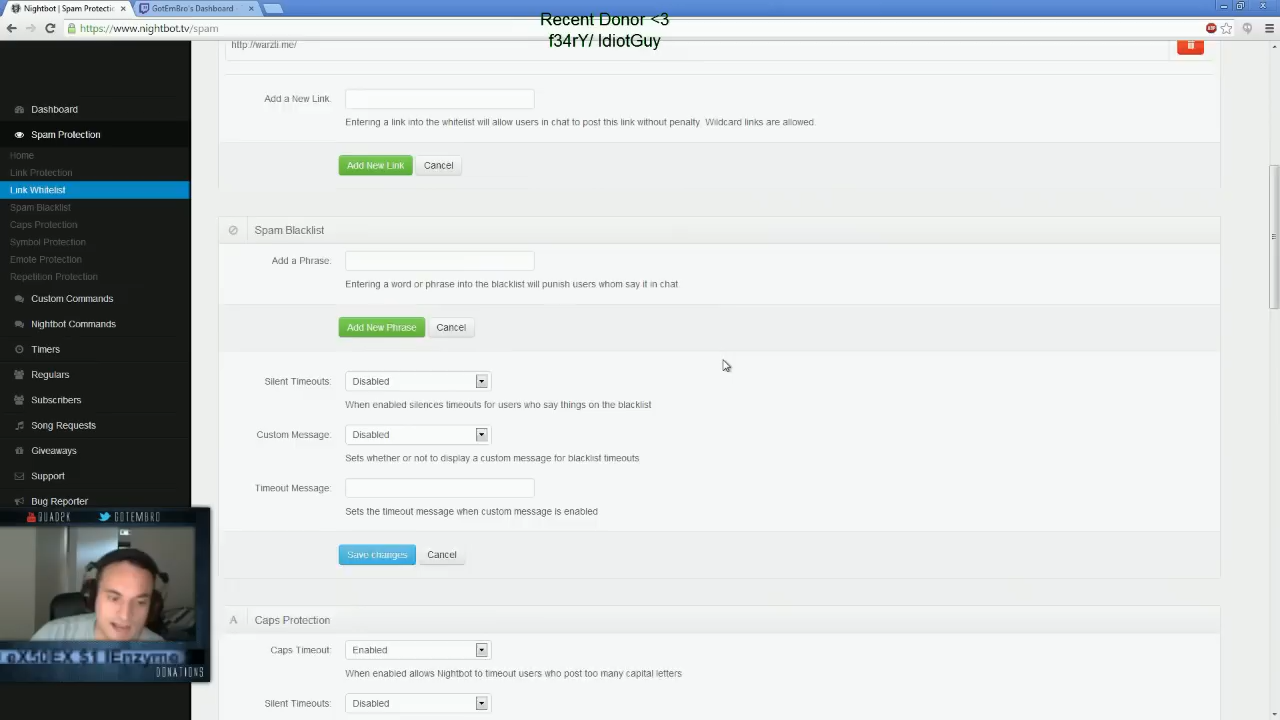 Nightbot | Spam Protectio
GotEmBro's Dashboard
https://www.nightbot.tv/spam
Recent Donor <3
f34rY/ IdiotGuy
http://warzti.me/
Add a New Link:
Entering a link into the whitelist will allow users in chat to post this link without penalty. Wildcard links are allowed.
Add New Link
Cancel
Dashboard
Spam Protection
Home
Link Protection
Link Whitelist
Spam Blacklist
Caps Protection
Symbol Protection
Emote Protection
Repetition Protection
Custom Commands
Nightbot Commands
Timers
Regulars
Subscribers
Song Requests
Giveaways
Support
Bug Reporter
Spam Blacklist
Add a Phrase:
Entering a word or phrase into the blacklist will punish users whom say it in chat
Add New Phrase
Cancel
Silent Timeouts:
Disabled
When enabled silences timeouts for users who say things on the blacklist
Custom Message:
Disabled
Sets whether or not to display a custom message for blacklist timeouts
Timeout Message:
Sets the timeout message when custom message is enabled
Save changes
Cancel
A
Caps Protection
Caps Timeout:
Enabled
When enabled allows Nightbot to timeout users who post too many capital letters
Silent Timeouts:
Disabled
QUAD2K
GOTEMBRO
DONATIONS